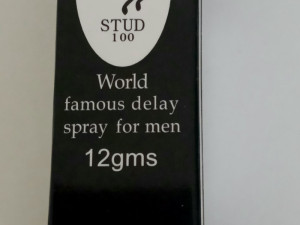 STUD
100
World
famous delay
spray for men
12gms